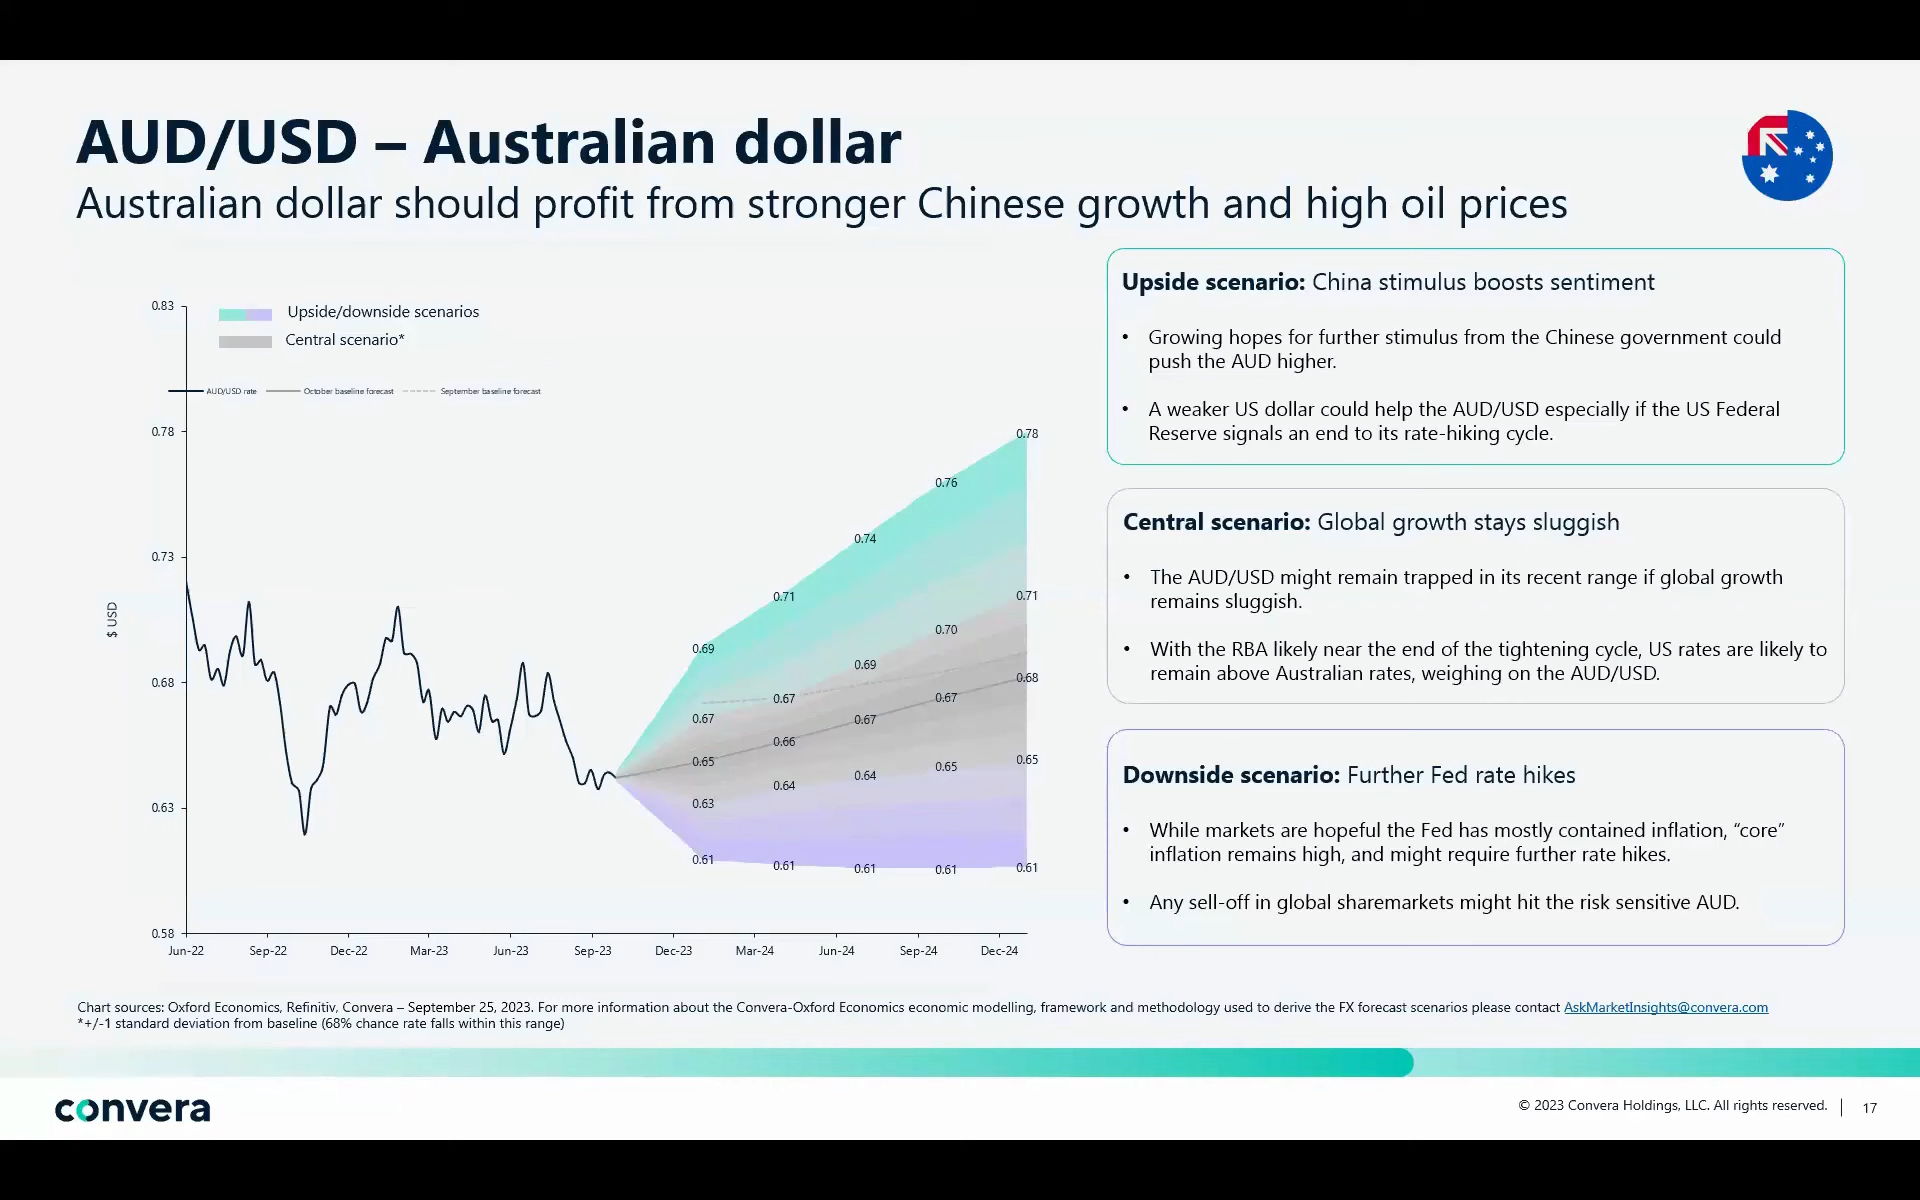 AUD/USD – Australian dollar
Australian dollar should profit from stronger Chinese growth and high oil prices
0.83
0.78
0.73
0.68
0.63
0.58
$ USD
Upside/downside scenarios
Central scenario*
AUD/USD rate
October baseline forecast
September baseline forecast
0.69
0.71
0.74
0.76
0.78
0.67
0.67
0.69
0.70
0.71
0.65
0.66
0.67
0.67
0.68
0.63
0.64
0.64
0.65
0.65
0.61
0.61
0.61
0.61
0.61
Jun-22
Sep-22
Dec-22
Mar-23
Jun-23
Sep-23
Dec-23
Mar-24
Jun-24
Sep-24
Dec-24
Upside scenario: China stimulus boosts sentiment
• Growing hopes for further stimulus from the Chinese government could
push the AUD higher.
• A weaker US dollar could help the AUD/USD especially if the US Federal
Reserve signals an end to its rate-hiking cycle.
Central scenario: Global growth stays sluggish
• The AUD/USD might remain trapped in its recent range if global growth
remains sluggish.
• With the RBA likely near the end of the tightening cycle, US rates are likely to
remain above Australian rates, weighing on the AUD/USD.
Downside scenario: Further Fed rate hikes
• While markets are hopeful the Fed has mostly contained inflation, “core”
inflation remains high, and might require further rate hikes.
• Any sell-off in global sharemarkets might hit the risk sensitive AUD.
Chart sources: Oxford Economics, Refinitiv, Convera – September 25, 2023. For more information about the Convera-Oxford Economics economic modelling, framework and methodology used to derive the FX forecast scenarios please contact AskMarketInsights@convera.com
*+/-1 standard deviation from baseline (68% chance rate falls within this range)
convera
© 2023 Convera Holdings, LLC. All rights reserved. | 17